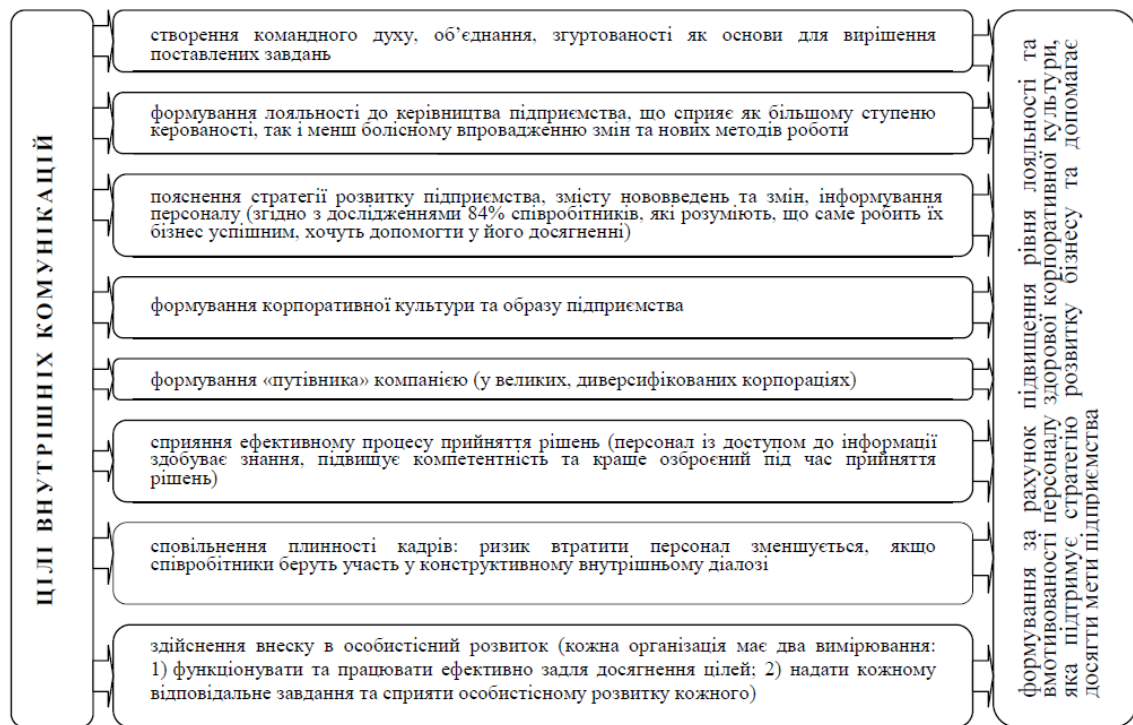 ЦІЛІ ВНУТРІШНІХ КОМУНІКАЦІЙ
створення командного духу, об’єднання, згуртованості як основи для вирішення
поставлених завдань
формування лояльності до керівництва підприємства, що сприяє як більшому ступеню
керованості, так і менш болісному впровадженню змін та нових методів роботи
пояснення стратегії розвитку підприємства, змісту нововведень та змін, інформування
персоналу (згідно з дослідженнями 84% співробітників, які розуміють, що саме робить їх
бізнес успішним, хочуть допомогти у його досягненні)
формування корпоративної культури та образу підприємства
формування «путівника» компанією (у великих, диверсифікованих корпораціях)
сприяння ефективному процесу прийняття рішень (персонал із доступом до інформації
здобуває знання, підвищує компетентність та краще озброєний під час прийняття
рішень)
сповільнення плинності кадрів: ризик втратити персонал зменшується, якщо
співробітники беруть участь у конструктивному внутрішньому діалозі
здійснення внеску в особистісний розвиток (кожна організація має два вимірювання:
1) функціонувати та працювати ефективно задля досягнення цілей; 2) надати кожному
відповідальне завдання та сприяти особистісному розвитку кожного)
формування за рахунок підвищення рівня лояльності та
вмотивованості персоналу здорової корпоративної культури,
яка підтримує стратегію розвитку бізнесу та допомагає
досягти мети підприємства